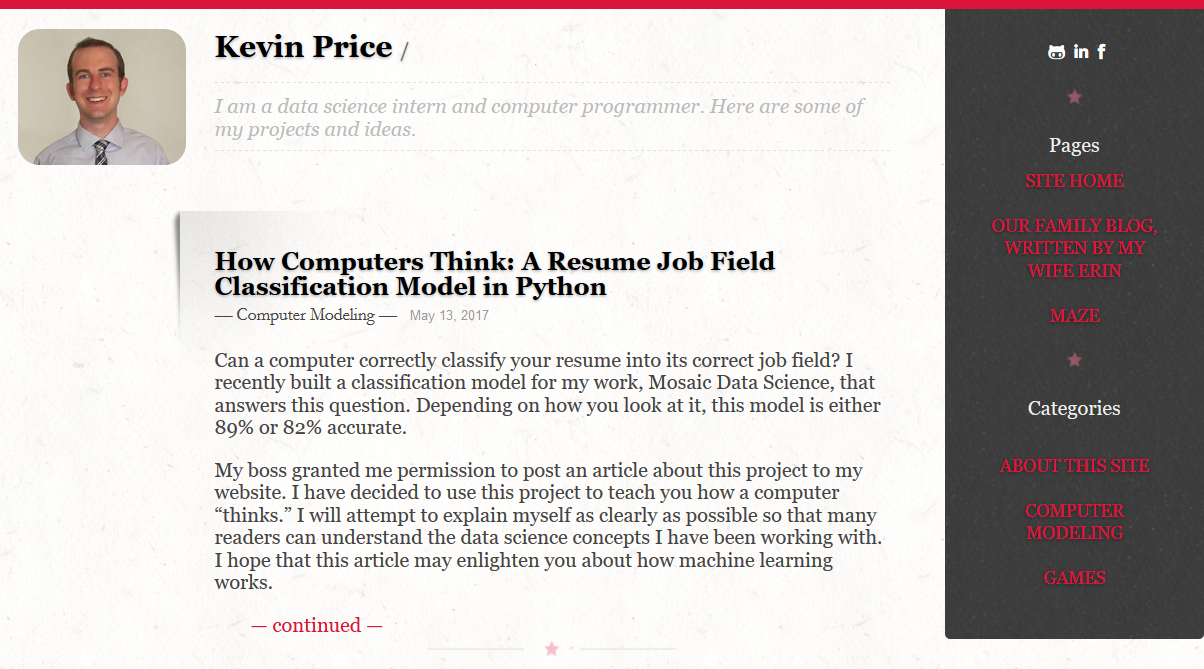 Kevin Price /
I am a data science intern and computer programmer. Here are some of
my projects and ideas.
How Computers Think: A Resume Job Field
Classification Model in Python
— Computer Modeling — May 13, 2017
Can a computer correctly classify your resume into its correct job field? I
recently built a classification model for my work, Mosaic Data Science, that
answers this question. Depending on how you look at it, this model is either
89% or 82% accurate.
My boss granted me permission to post an article about this project to my
website. I have decided to use this project to teach you how a computer
“thinks.” I will attempt to explain myself as clearly as possible so that many
readers can understand the data science concepts I have been working with.
I hope that this article may enlighten you about how machine learning
works.
— continued —
in f
Pages
SITE HOME
OUR FAMILY BLOG,
WRITTEN BY MY
WIFE ERIN
MAZE
Categories
ABOUT THIS SITE
COMPUTER
MODELING
GAMES